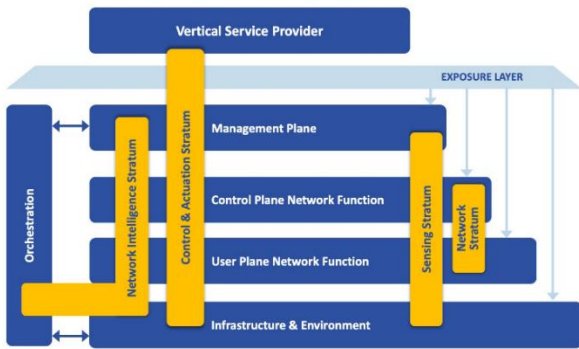 Vertical Service Provider
EXPOSURE LAYER
Orchestration
Management Plane
Network Intelligence Stratum
Control & Actuation Stratum
Sensing Stratum
Control Plane Network Function
Network
Stratum
User Plane Network Function
Infrastructure & Environment